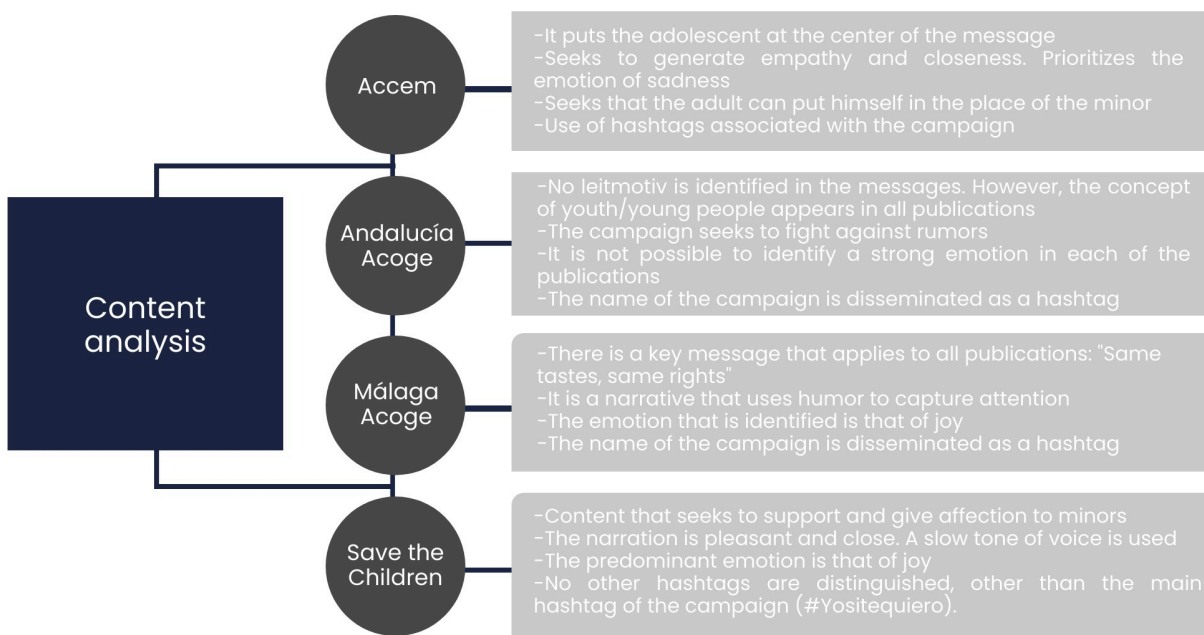 Content
analysis
Accem
-It puts the adolescent at the center of the message
-Seeks to generate empathy and closeness. Prioritizes the
emotion of sadness
-Seeks that the adult can put himself in the place of the minor
-Use of hashtags associated with the campaign
Andalucía
Acoge
-No leitmotiv is identified in the messages. However, the concept
of youth/young people appears in all publications
-The campaign seeks to fight against rumors
-It is not possible to identify a strong emotion in each of the
publications
-The name of the campaign is disseminated as a hashtag
Málaga
Acoge
-There is a key message that applies to all publications: "Same
tastes, same rights"
-It is a narrative that uses humor to capture attention
-The emotion that is identified is that of joy
-The name of the campaign is disseminated as a hashtag
Save the
Children
-Content that seeks to support and give affection to minors
-The narration is pleasant and close. A slow tone of voice is used
-The predominant emotion is that of joy
-No other hashtags are distinguished, other than the main
hashtag of the campaign (#Yositequiero).